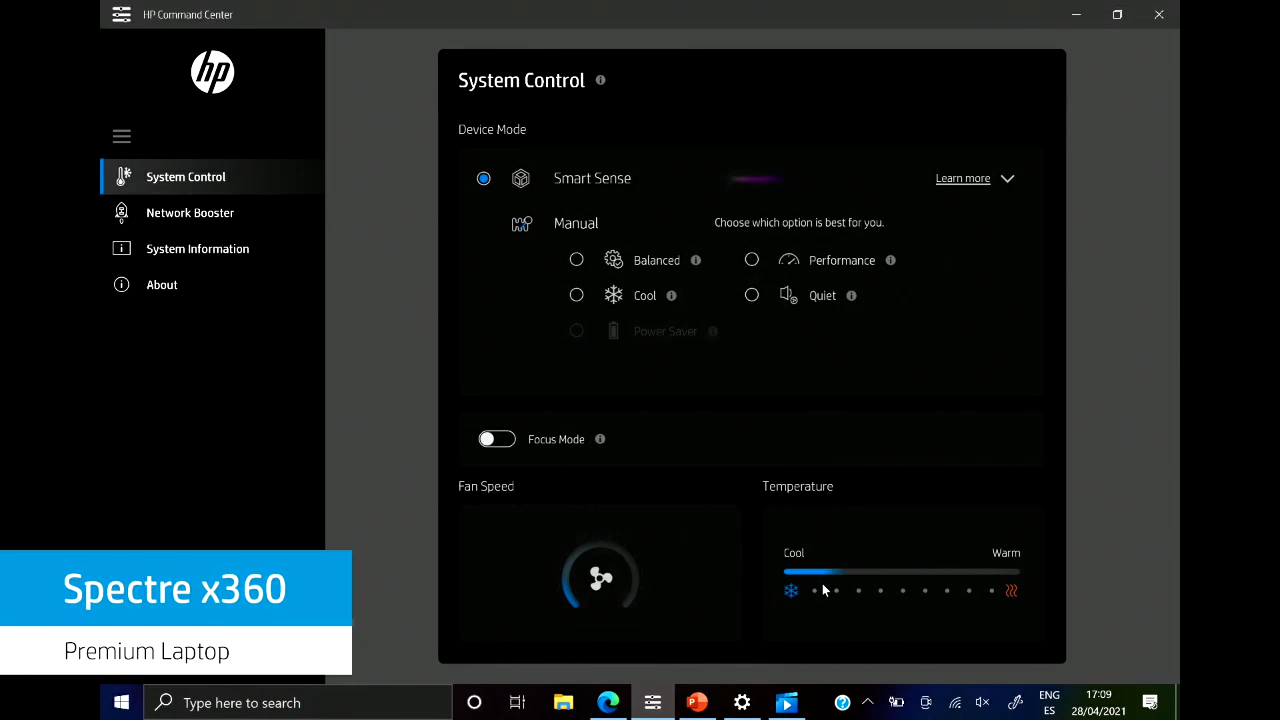 HP Command Center
hp
System Control
Network Booster
System Information
About
System Control
Device Mode
Smart Sense
Learn more
Manual
Choose which option is best for you.
Balanced
Performance
Cool
Quiet
Power Saver
Focus Mode
Fan Speed
Temperature
Cool
Warm
Spectre x360
Premium Laptop
Type here to search
ENG
ES
17:09
28/04/2021